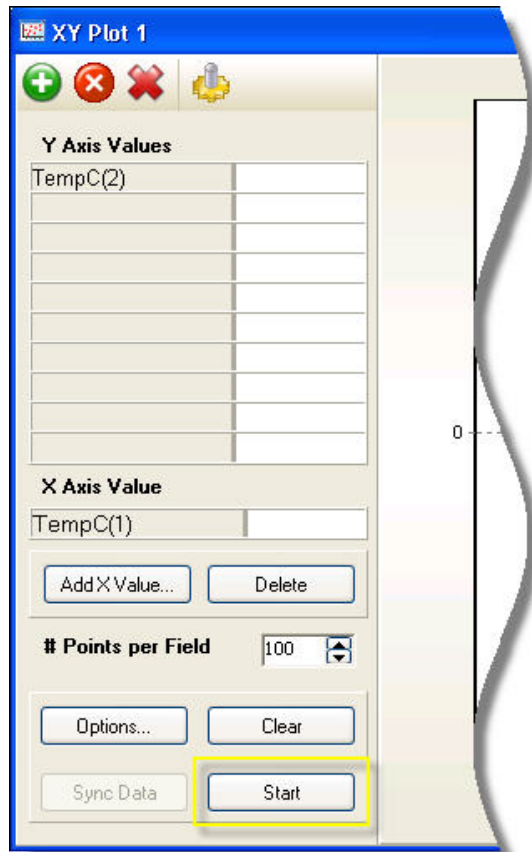 XY Plot 1
Y Axis Values
TempC(2)
0
X Axis Value
TempC(1)
Add X Value... Delete
# Points per Field 100
Options... Clear
Sync Data Start